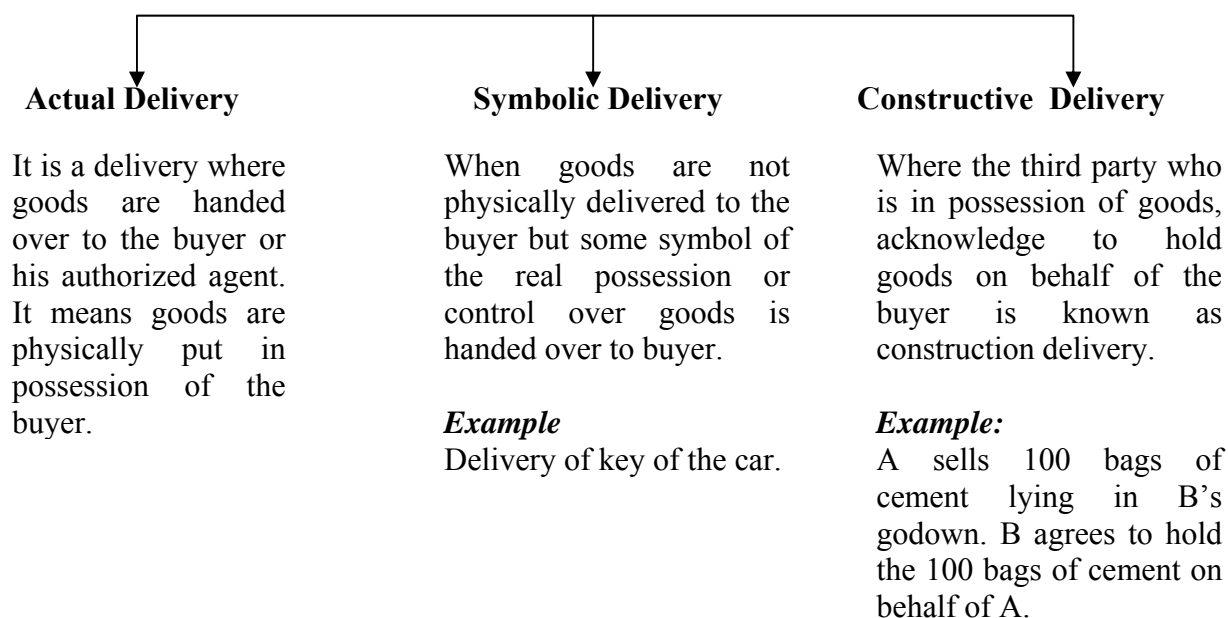 Actual Delivery
It is a delivery where
goods are handed
over to the buyer or
his authorized agent.
It means goods are
physically put in
possession of the
buyer.
Symbolic Delivery
When goods are not
physically delivered to the
buyer but some symbol of
the real possession or
control over goods is
handed over to buyer.
Example
Delivery of key of the car.
Constructive Delivery
Where the third party who
is in possession of goods,
acknowledge to hold
goods on behalf of the
buyer is known as
construction delivery.
Example:
A sells 100 bags of
cement lying in B’s
godown. B agrees to hold
the 100 bags of cement on
behalf of A.